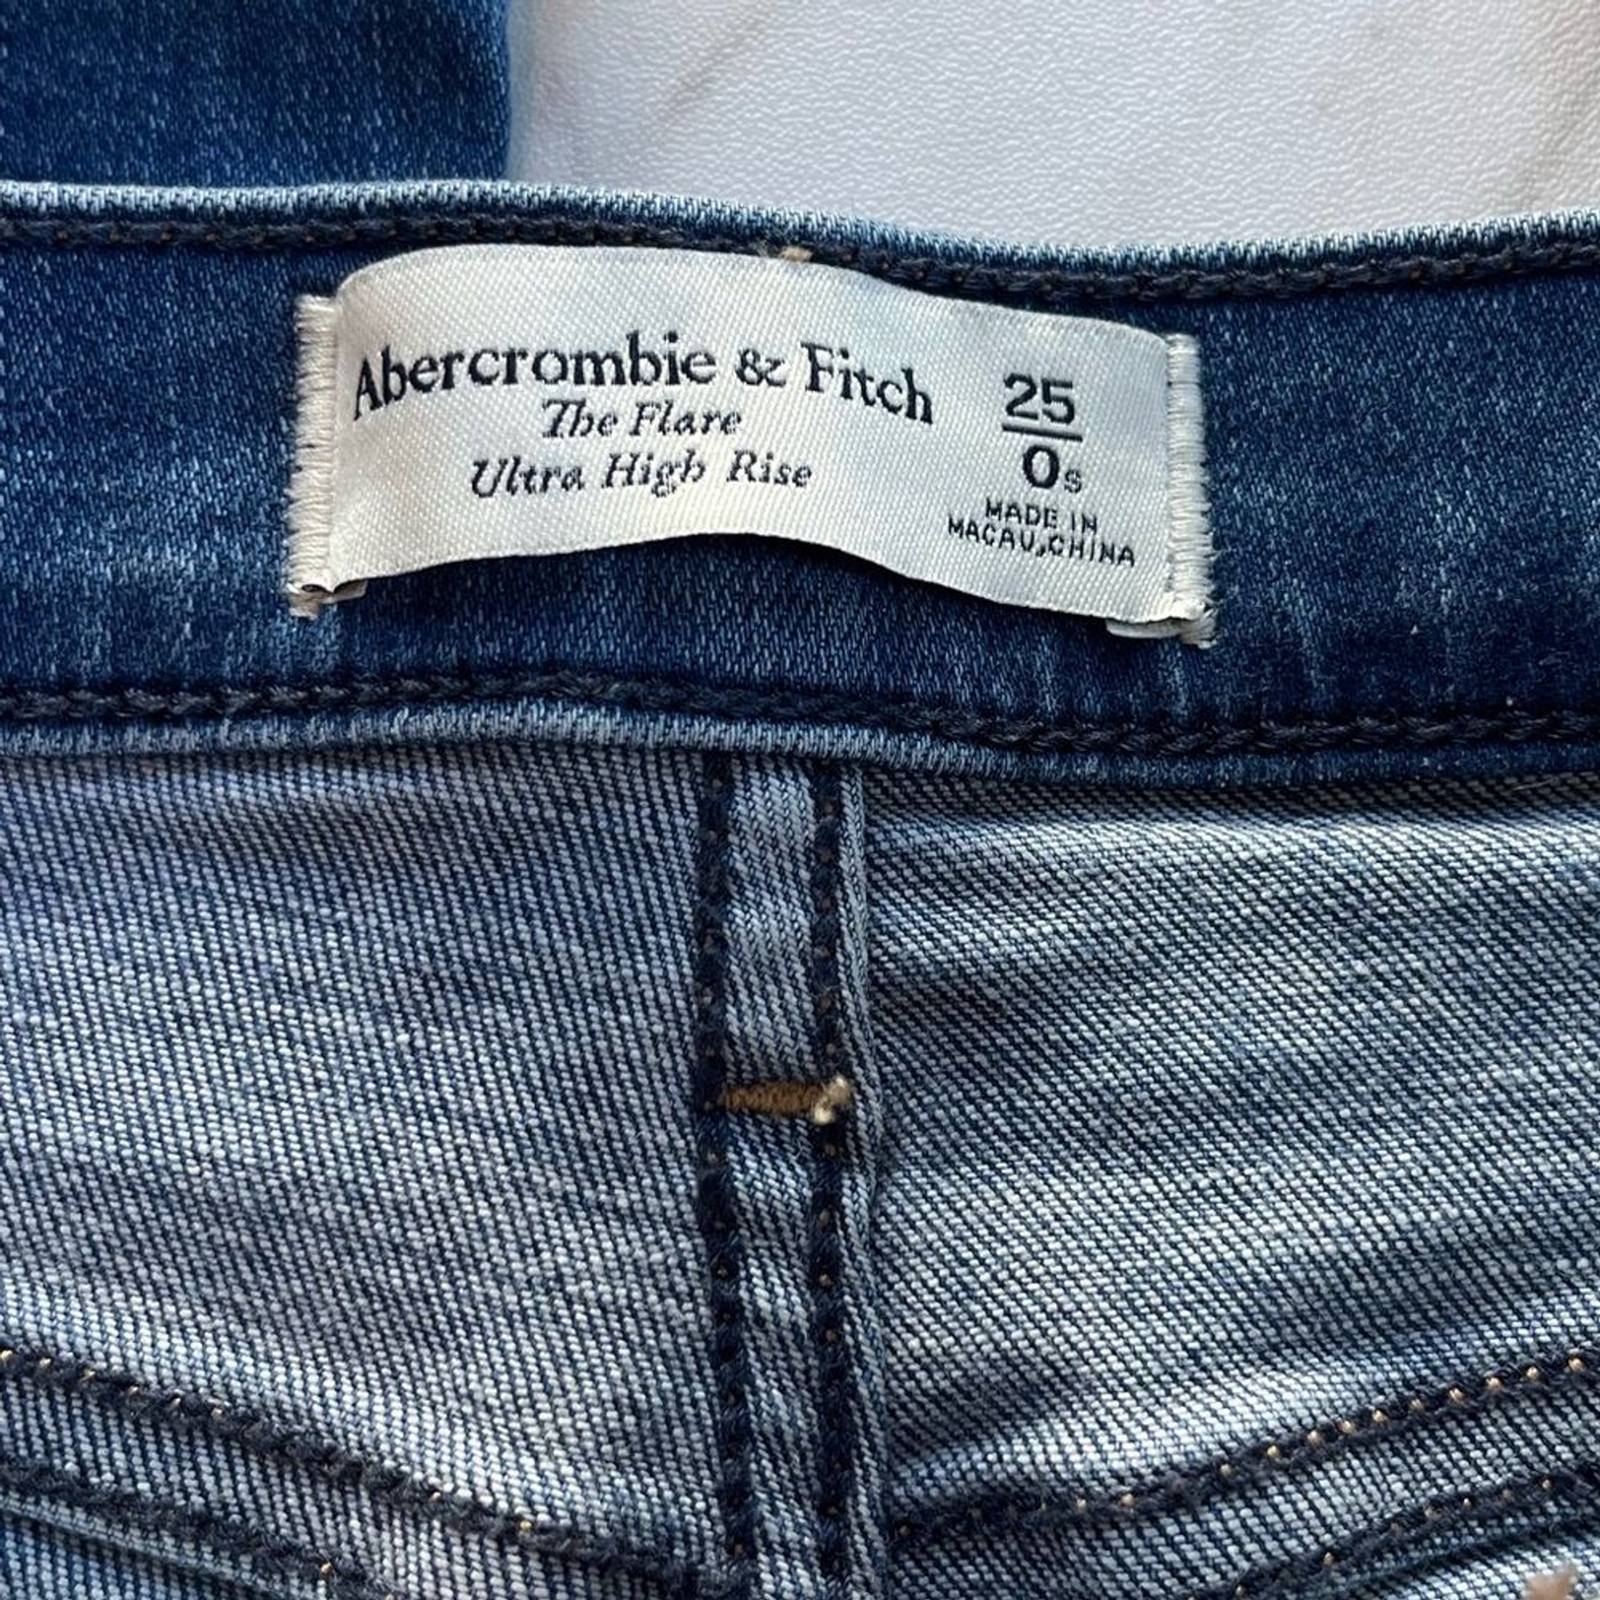 Abercrombie & Fitch
The Flare
Ultra High Rise
25
0s
MADE IN
MACAU,CHINA